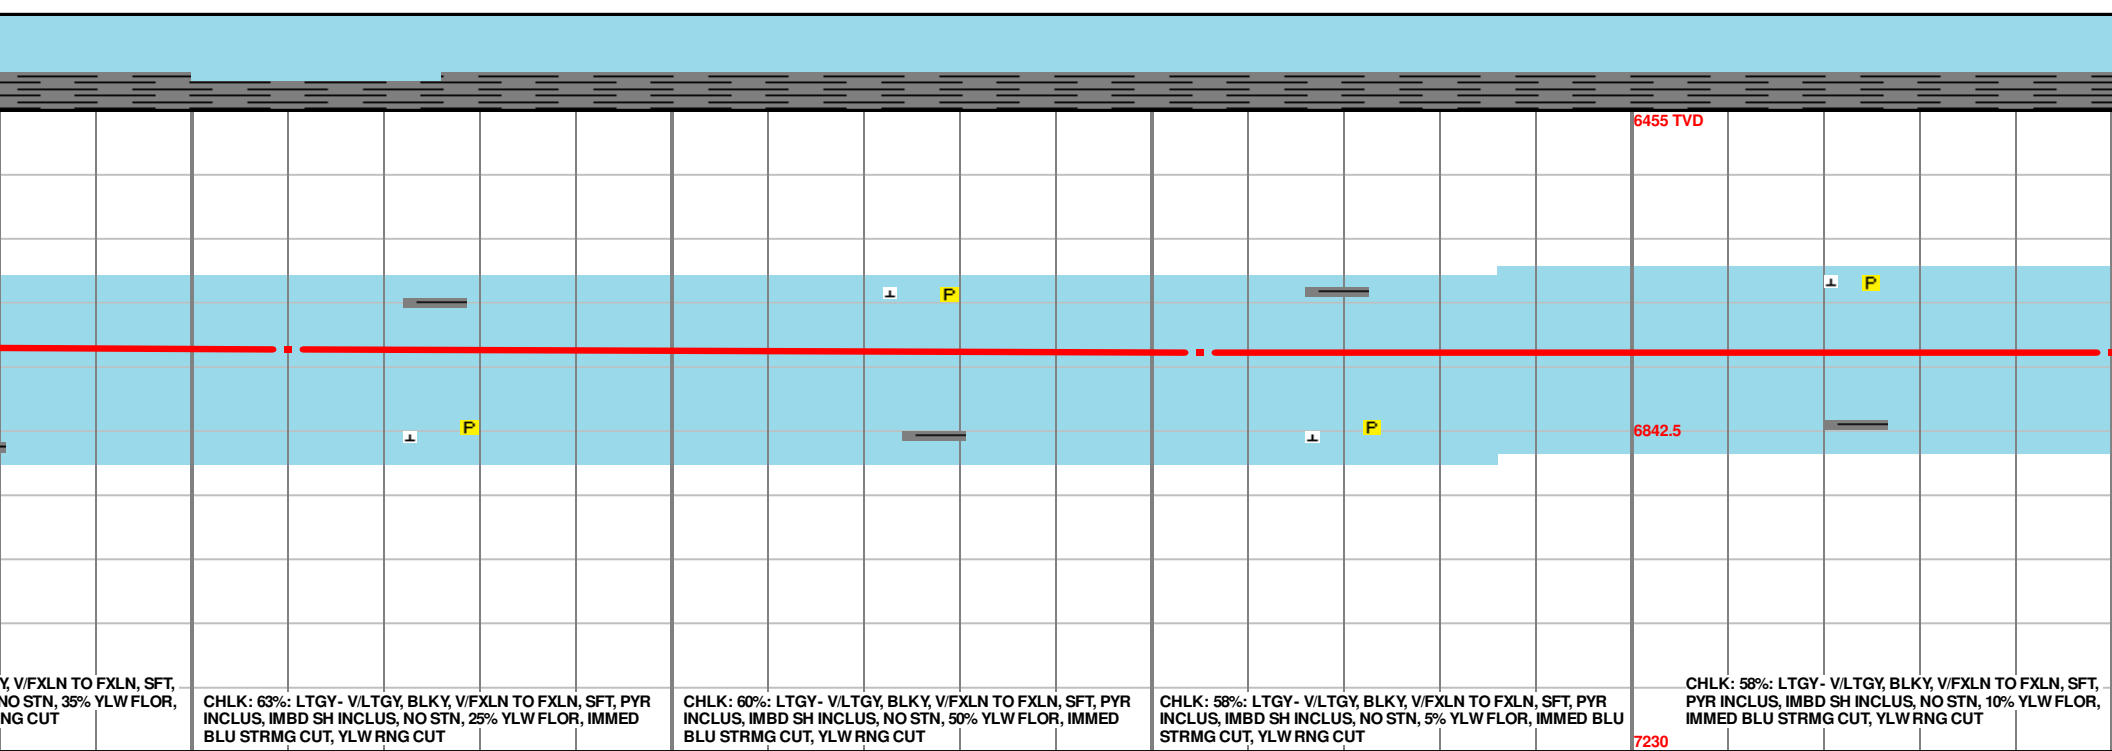 6455 TVD
P
P
P
P
6842.5
Y, V/FXLN TO FXLN, SFT,
NO STN, 35% YLW FLOR,
NG CUT
CHLK: 63%: LTGY- V/LTGY, BLKY, V/FXLN TO FXLN, SFT, PYR
INCLUS, IMBD SH INCLUS, NO STN, 25% YLW FLOR, IMMED
BLU STRMG CUT, YLW RNG CUT
CHLK: 60%: LTGY- V/LTGY, BLKY, V/FXLN TO FXLN, SFT, PYR
INCLUS, IMBD SH INCLUS, NO STN, 50% YLW FLOR, IMMED
BLU STRMG CUT, YLW RNG CUT
CHLK: 58%: LTGY- V/LTGY, BLKY, V/FXLN TO FXLN, SFT, PYR
INCLUS, IMBD SH INCLUS, NO STN, 5% YLW FLOR, IMMED BLU
STRMG CUT, YLW RNG CUT
CHLK: 58%: LTGY- V/LTGY, BLKY, V/FXLN TO FXLN, SFT,
PYR INCLUS, IMBD SH INCLUS, NO STN, 10% YLW FLOR,
IMMED BLU STRMG CUT, YLW RNG CUT
7230